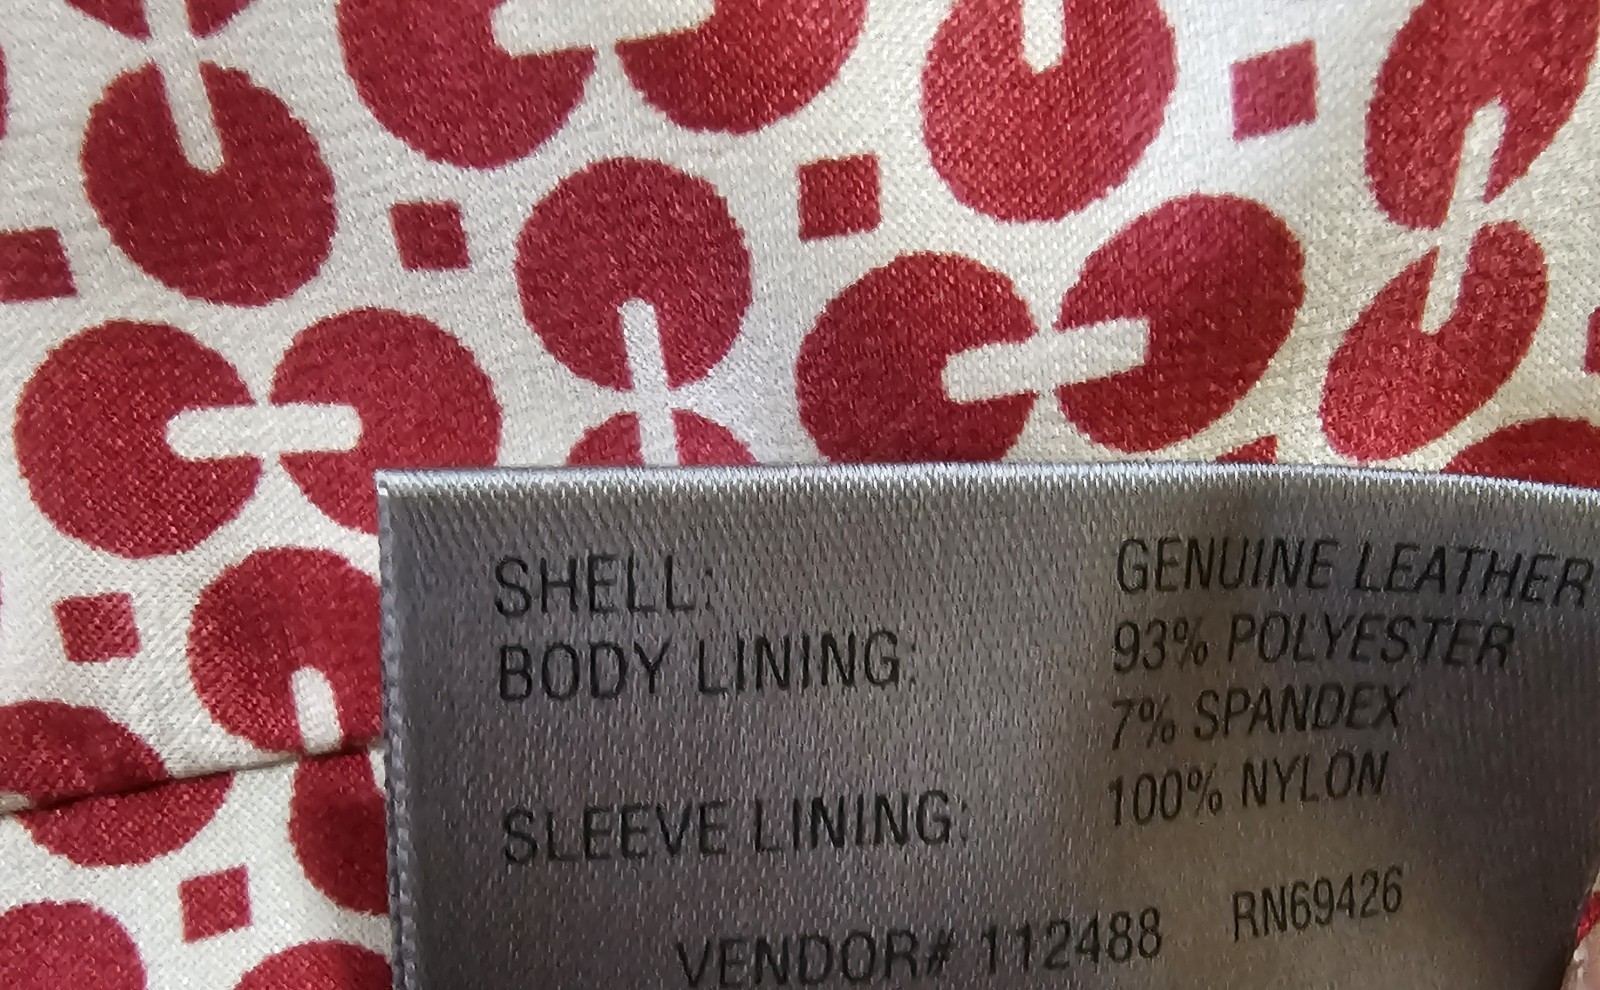 SHELL: GENUINE LEATHER
BODY LINING: 93% POLYESTER
7% SPANDEX
SLEEVE LINING: 100% NYLON
VENDOR# 112488 RN69426